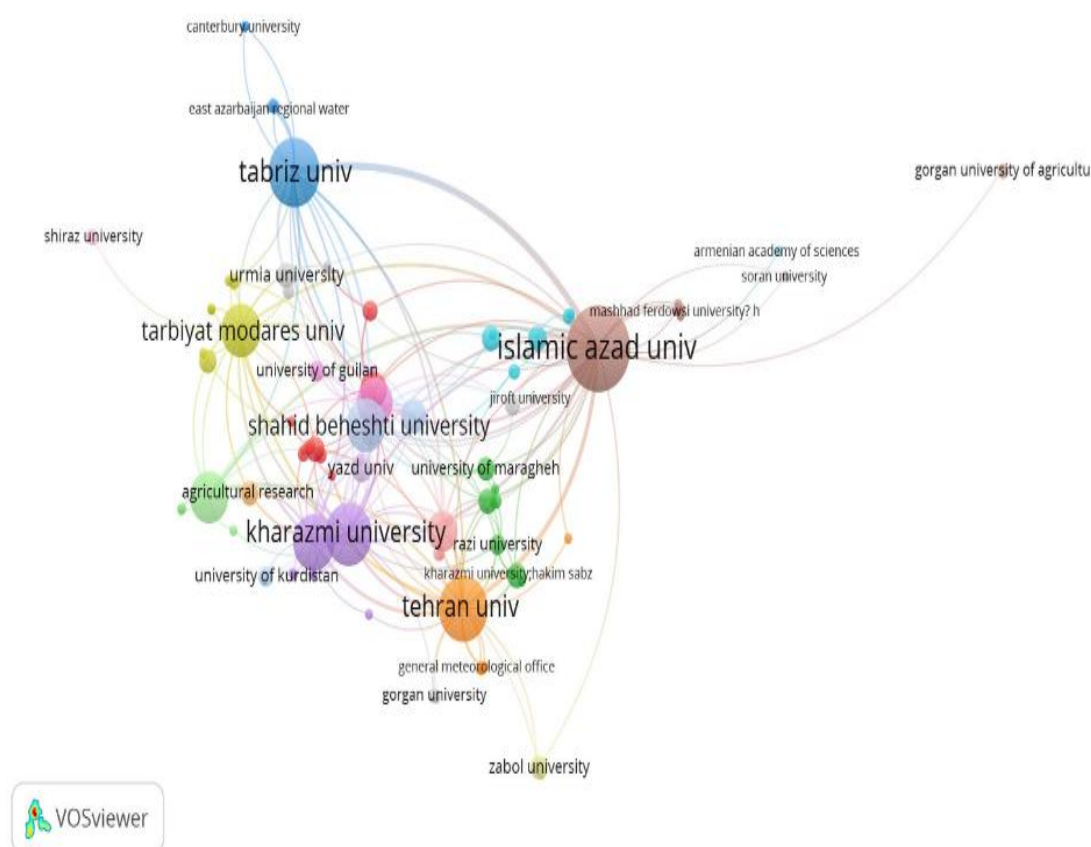 canterbury university
east azarbaijan regional water
tabriz univ
gorgan university of agricultu
shiraz university
armenian academy of sciences
urmia university
soran university
mashhad ferdowsi university? h
tarbiyat modares univ
islamic azad univ
university of guilan
jiroft university
shahid beheshti university
yazd univ
university of maragheh
agricultural research
kharazmi university
razi university
university of kurdistan
kharazmi university;hakim sabz
tehran univ
general meteorological office
gorgan university
zabol university
VOSviewer